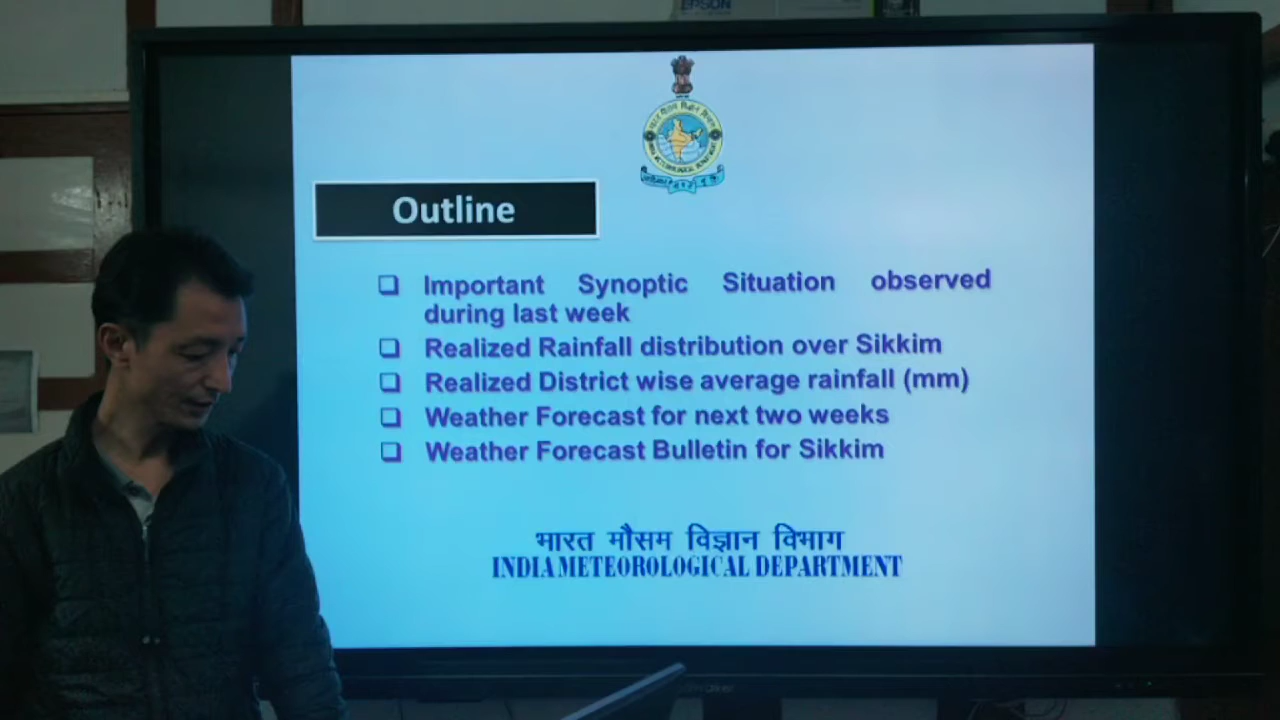 EPSON
Outline
❑ Important Synoptic Situation observed
during last week
❑ Realized Rainfall distribution over Sikkim
❑ Realized District wise average rainfall (mm)
❑ Weather Forecast for next two weeks
❑ Weather Forecast Bulletin for Sikkim
भारत मौसम विज्ञान विभाग
INDIA METEOROLOGICAL DEPARTMENT